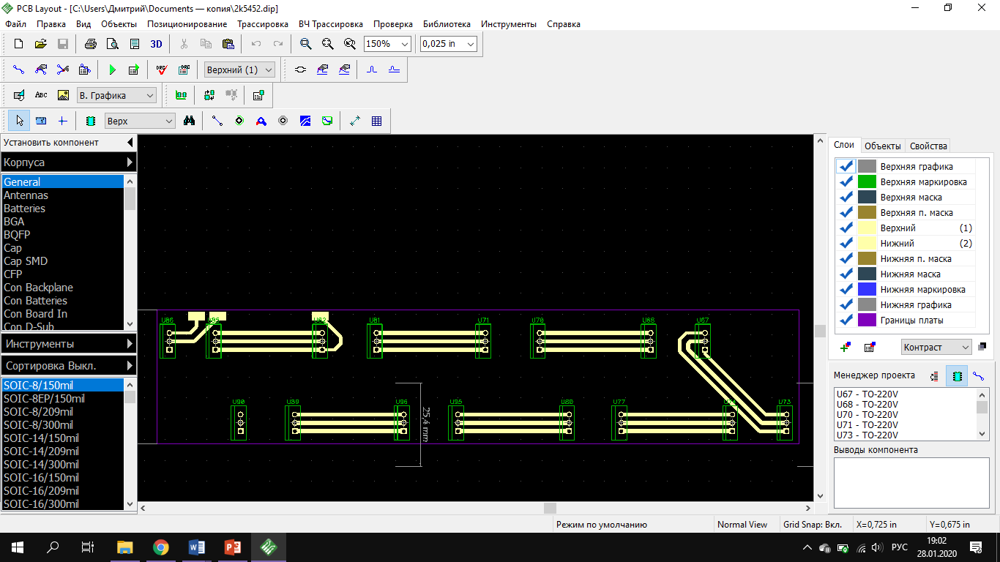 PCB Layout - [C:\Users\Дмитрий\Documents — копия\2k5452.dip]
Файл Правка Вид Объекты Позиционирование Трассировка ВЧ Трассировка Проверка Библиотека Инструменты Справка
3D 150% 0,025 in
DRC DRC Верхний (1)
ABC В. Графика
Верх
Установить компонент
Корпуса
General
Antennas
Batteries
BGA
BQFP
Cap
Cap SMD
CFP
Con Backplane
Con Batteries
Con Board In
Con D-Sub
Инструменты
Сортировка Выкл.
SOIC-8/150mil
SOIC-8EP/150mil
SOIC-8/209mil
SOIC-8/300mil
SOIC-14/150mil
SOIC-14/209mil
SOIC-14/300mil
SOIC-16/150mil
SOIC-16/209mil
SOIC-16/300mil
U86 U81 U71 U70 U68 U67
U90 U89 U96 U95 U80 U77 U73
25,4 mm
Слои Объекты Свойства
Верхняя графика
Верхняя маркировка
Верхняя маска
Верхняя п. маска
Верхний (1)
Нижний (2)
Нижняя п. маска
Нижняя маска
Нижняя маркировка
Нижняя графика
Границы платы
Контраст
Менеджер проекта
U67 - TO-220V
U68 - TO-220V
U70 - TO-220V
U71 - TO-220V
U73 - TO-220V
Выводы компонента
Режим по умолчанию Normal View Grid Snap: Вкл. X=0,725 in Y=0,675 in
РУС
19:02
28.01.2020